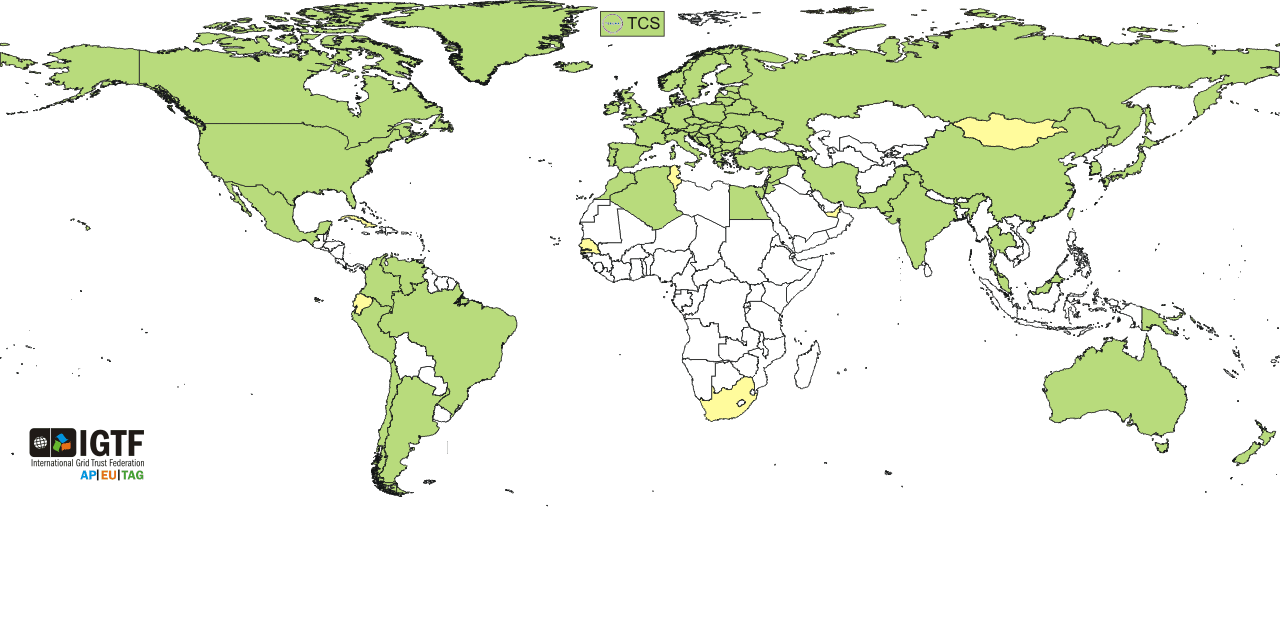 TCS
IGTF
International Grid Trust Federation
AP|EU|TAG